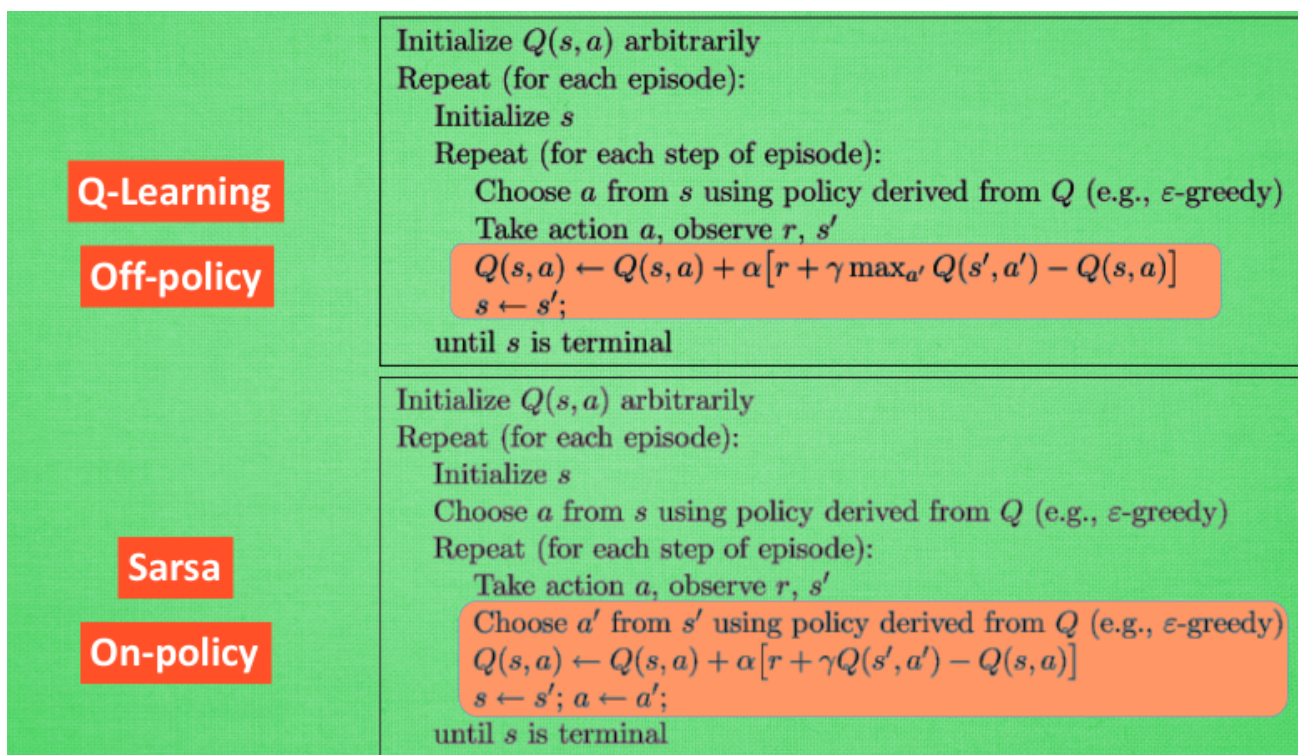 Q-Learning
Off-policy
Initialize Q(s, a) arbitrarily
Repeat (for each episode):
Initialize s
Repeat (for each step of episode):
Choose a from s using policy derived from Q (e.g., ε-greedy)
Take action a, observe r, s′
Q(s, a) ← Q(s, a) + α[r + γ maxₐ′ Q(s′, a′) − Q(s, a)]
s ← s′;
until s is terminal
Sarsa
On-policy
Initialize Q(s, a) arbitrarily
Repeat (for each episode):
Initialize s
Choose a from s using policy derived from Q (e.g., ε-greedy)
Repeat (for each step of episode):
Take action a, observe r, s′
Choose a′ from s′ using policy derived from Q (e.g., ε-greedy)
Q(s, a) ← Q(s, a) + α[r + γQ(s′, a′) − Q(s, a)]
s ← s′; a ← a′;
until s is terminal